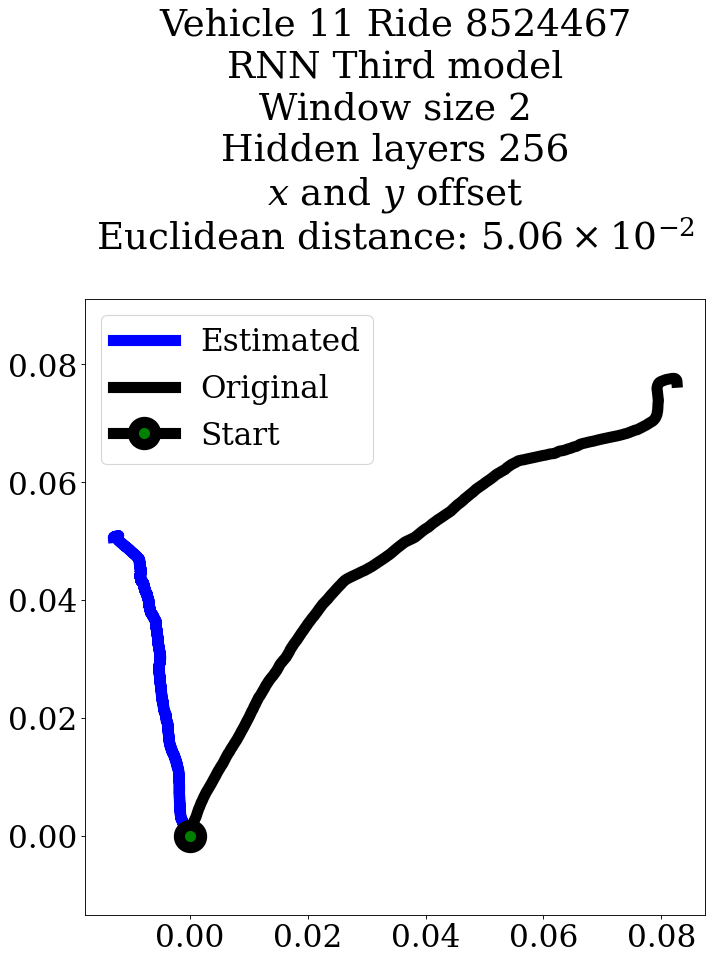 Vehicle 11 Ride 8524467
RNN Third model
Window size 2
Hidden layers 256
x and y offset
Euclidean distance: 5.06 × 10⁻²
Estimated
Original
Start
0.08
0.06
0.04
0.02
0.00
0.00 0.02 0.04 0.06 0.08